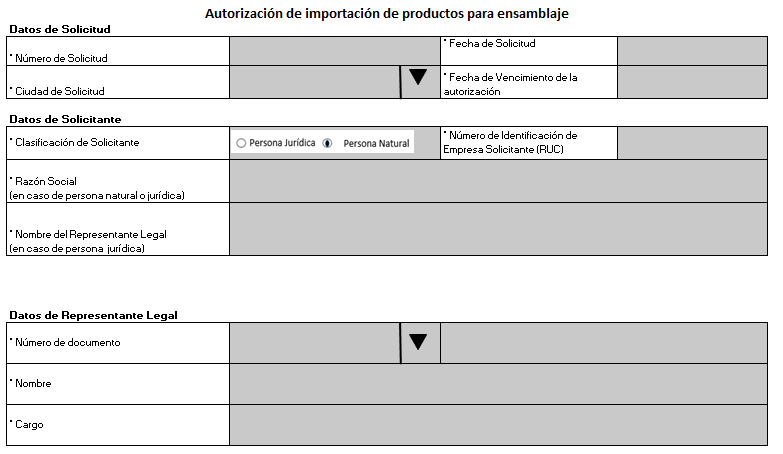 Autorización de importación de productos para ensamblaje
Datos de Solicitud
* Número de Solicitud
* Fecha de Solicitud
* Ciudad de Solicitud
* Fecha de Vencimiento de la
autorización
Datos de Solicitante
* Clasificación de Solicitante
Persona Jurídica
Persona Natural
* Número de Identificación de
Empresa Solicitante (RUC)
* Razón Social
(en caso de persona natural o jurídica)
* Nombre del Representante Legal
(en caso de persona jurídica)
Datos de Representante Legal
* Número de documento
* Nombre
* Cargo